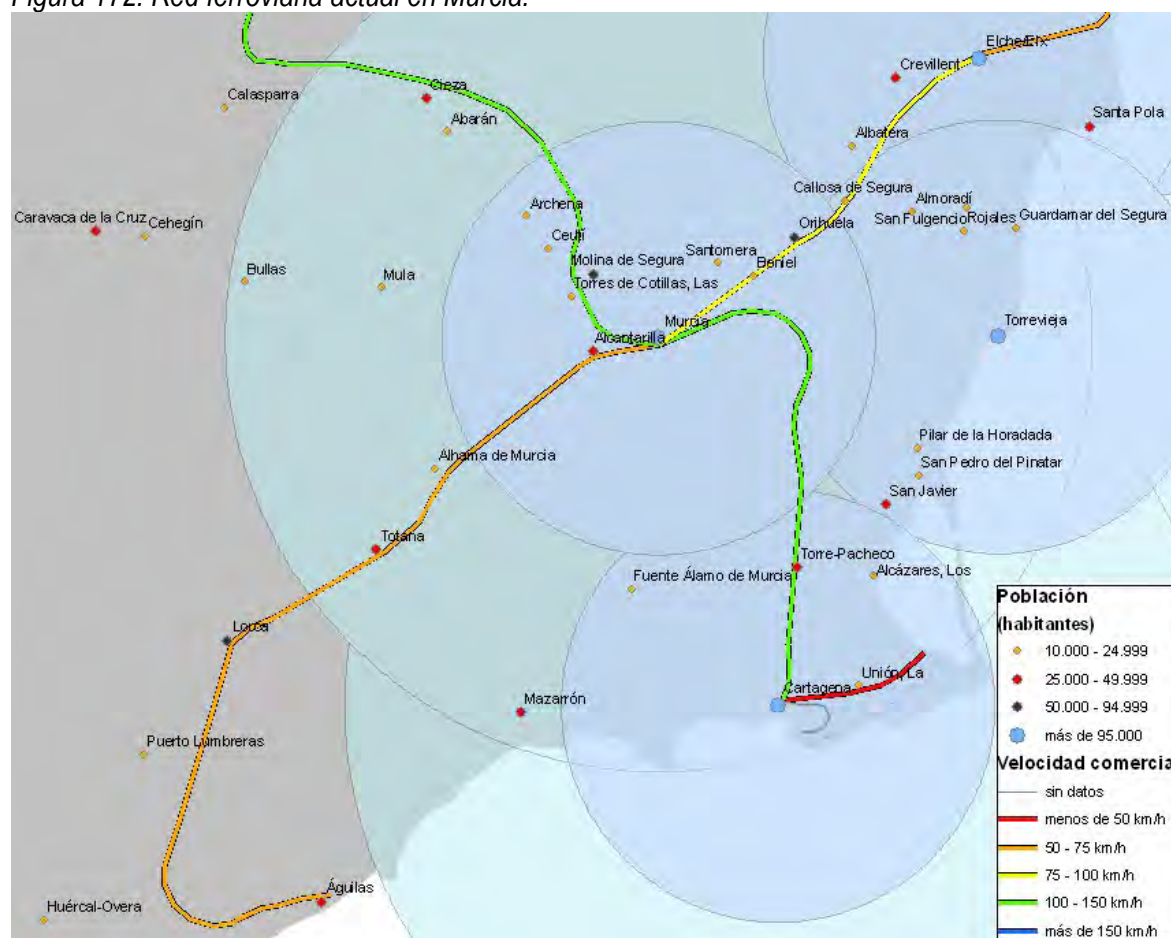 Figura 172. Red ferroviaria actual en Murcia.
Elche/Elx
Crevillent
Calasparra
Cieza
Santa Pola
Abarán
Albatera
Callosa de Segura
Almoradí
Archena
Caravaca de la Cruz
Cehegín
San Fulgencio
Rojales
Guardamar del Segura
Ceutí
Orihuela
Santomera
Molina de Segura
Beniel
Bullas
Mula
Torres de Cotillas, Las
Murcia
Torrevieja
Alcantarilla
Pilar de la Horadada
Alhama de Murcia
San Pedro del Pinatar
San Javier
Totana
Torre-Pacheco
Fuente Álamo de Murcia
Alcázares, Los
Lorca
Unión, La
Cartagena
Mazarrón
Puerto Lumbreras
Águilas
Huércal-Overa
Población
(habitantes)
10.000 - 24.999
25.000 - 49.999
50.000 - 94.999
más de 95.000
Velocidad comercia
sin datos
menos de 50 km/h
50 - 75 km/h
75 - 100 km/h
100 - 150 km/h
más de 150 km/h